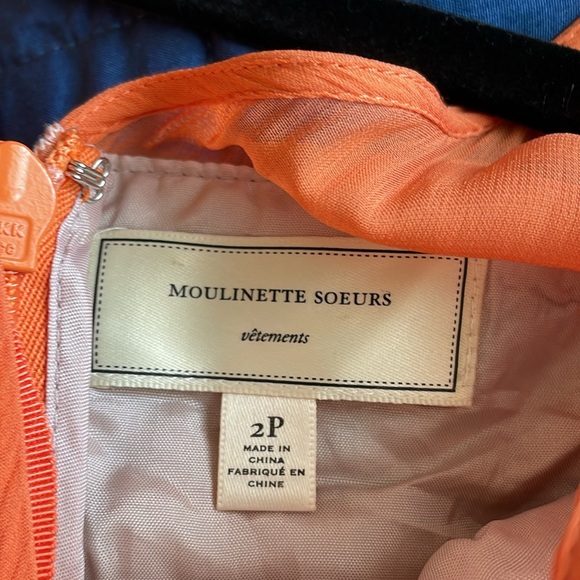 MOULINETTE SOEURS
vêtements
2P
MADE IN
CHINA
FABRIQUÉ EN
CHINE